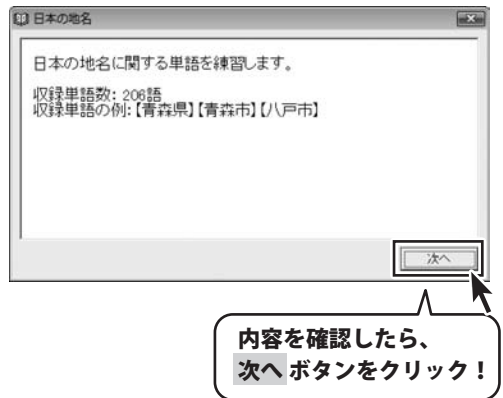 日本の地名
日本の地名に関する単語を練習します。
収録単語数: 206語
収録単語の例:【青森県】【青森市】【八戸市】
次へ
内容を確認したら、
次へ ボタンをクリック！